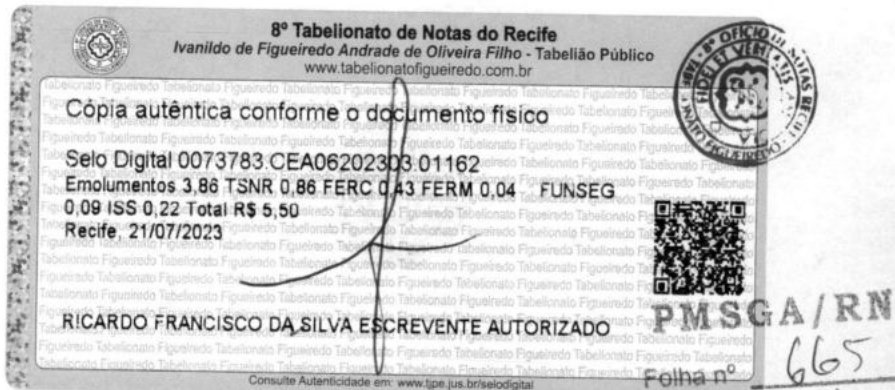 8º Tabelionato de Notas do Recife
Ivanildo de Figueiredo Andrade de Oliveira Filho - Tabelião Público
www.tabelionatofigueiredo.com.br
Cópia autêntica conforme o documento físico
Selo Digital 0073783.CEA06202303.01162
Emolumentos 3,86 TSNR 0,86 FERC 0,43 FERM 0,04 FUNSEG
0,09 ISS 0,22 Total R$ 5,50
Recife, 21/07/2023
RICARDO FRANCISCO DA SILVA ESCREVENTE AUTORIZADO
Consulte Autenticidade em: www.tjpe.jus.br/selodigital
PMSGA/RN
Folha nº 665